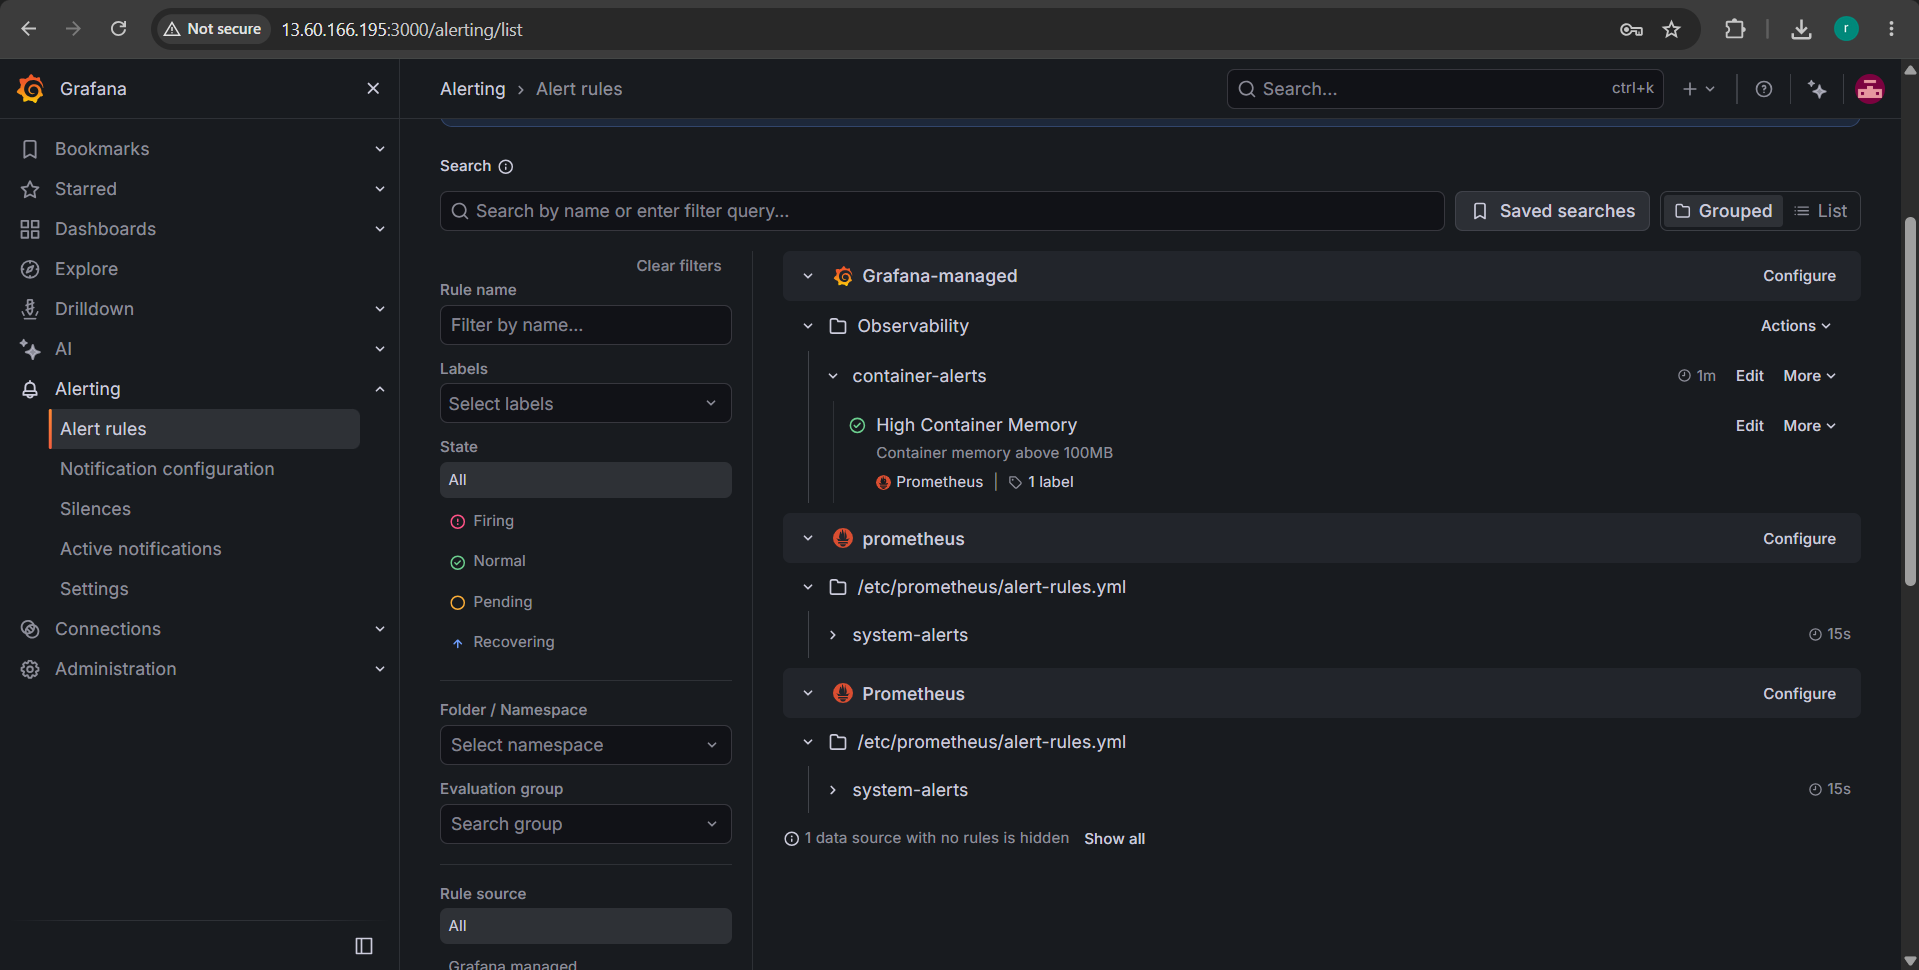 Not secure
13.60.166.195:3000/alerting/list
r
Grafana
Alerting › Alert rules
Search... ctrl+k
Bookmarks
Starred
Dashboards
Explore
Drilldown
AI
Alerting
Alert rules
Notification configuration
Silences
Active notifications
Settings
Connections
Administration
Search
Search by name or enter filter query...
Saved searches
Grouped
List
Clear filters
Rule name
Filter by name...
Labels
Select labels
State
All
Firing
Normal
Pending
Recovering
Folder / Namespace
Select namespace
Evaluation group
Search group
Rule source
All
Grafana managed
Grafana-managed Configure
Observability Actions
container-alerts 1m Edit More
High Container Memory Edit More
Container memory above 100MB
Prometheus 1 label
prometheus Configure
/etc/prometheus/alert-rules.yml
system-alerts 15s
Prometheus Configure
/etc/prometheus/alert-rules.yml
system-alerts 15s
1 data source with no rules is hidden Show all